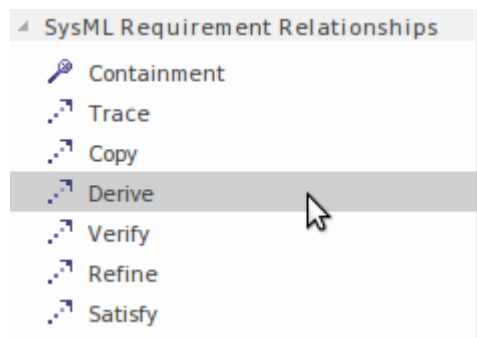 SysML Requirement Relationships
Containment
Trace
Copy
Derive
Verify
Refine
Satisfy